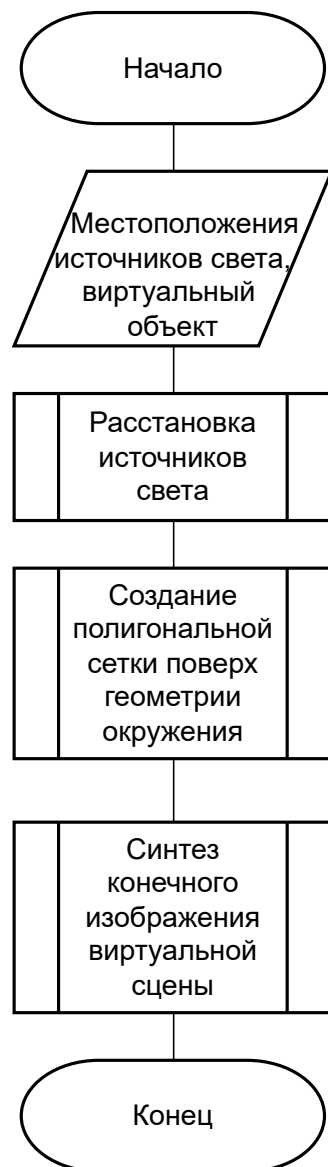 Начало
Местоположения
источников света,
виртуальный
объект
Расстановка
источников
света
Создание
полигональной
сетки поверх
геометрии
окружения
Синтез
конечного
изображения
виртуальной
сцены
Конец